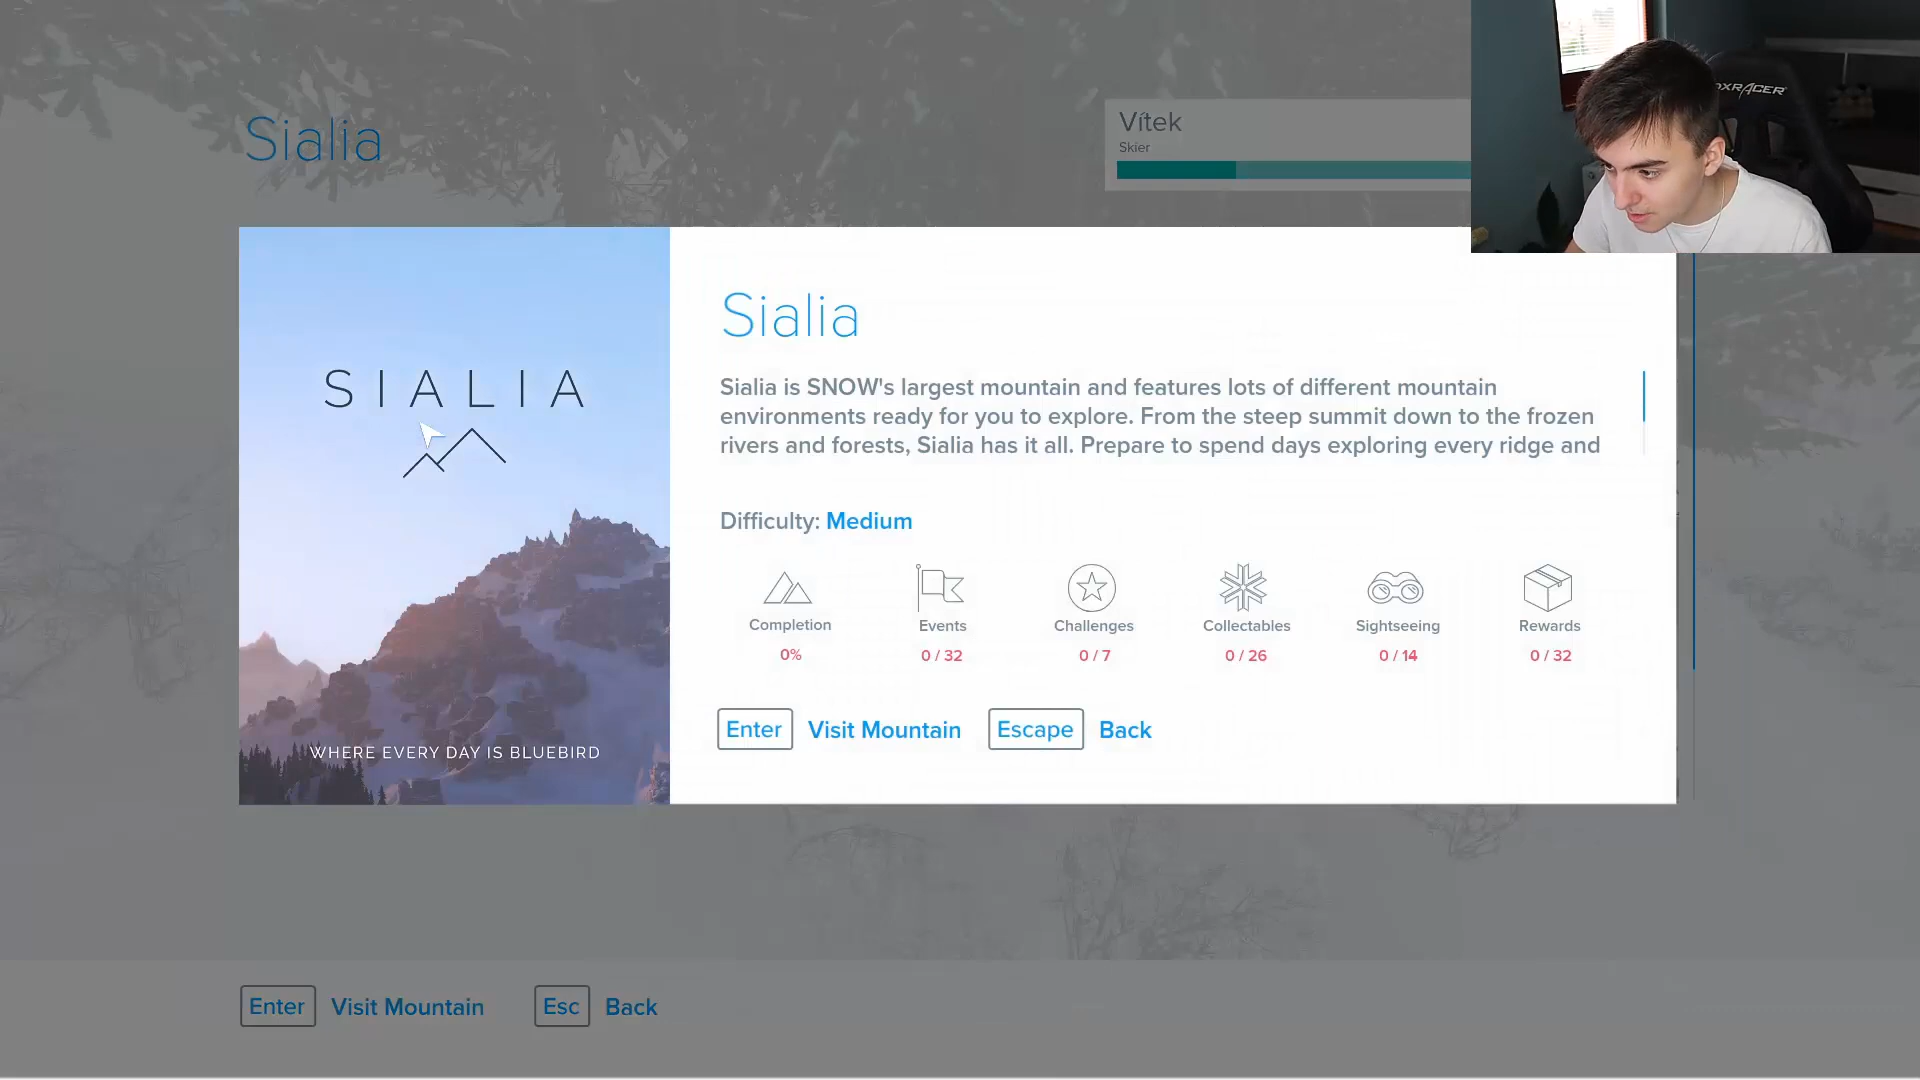 Sialia
Vítek
Skier
DXRACER
SIALIA
WHERE EVERY DAY IS BLUEBIRD
Sialia
Sialia is SNOW's largest mountain and features lots of different mountain
environments ready for you to explore. From the steep summit down to the frozen
rivers and forests, Sialia has it all. Prepare to spend days exploring every ridge and
Difficulty: Medium
Completion Events Challenges Collectables Sightseeing Rewards
0% 0 / 32 0 / 7 0 / 26 0 / 14 0 / 32
Enter Visit Mountain Escape Back
Enter Visit Mountain Esc Back